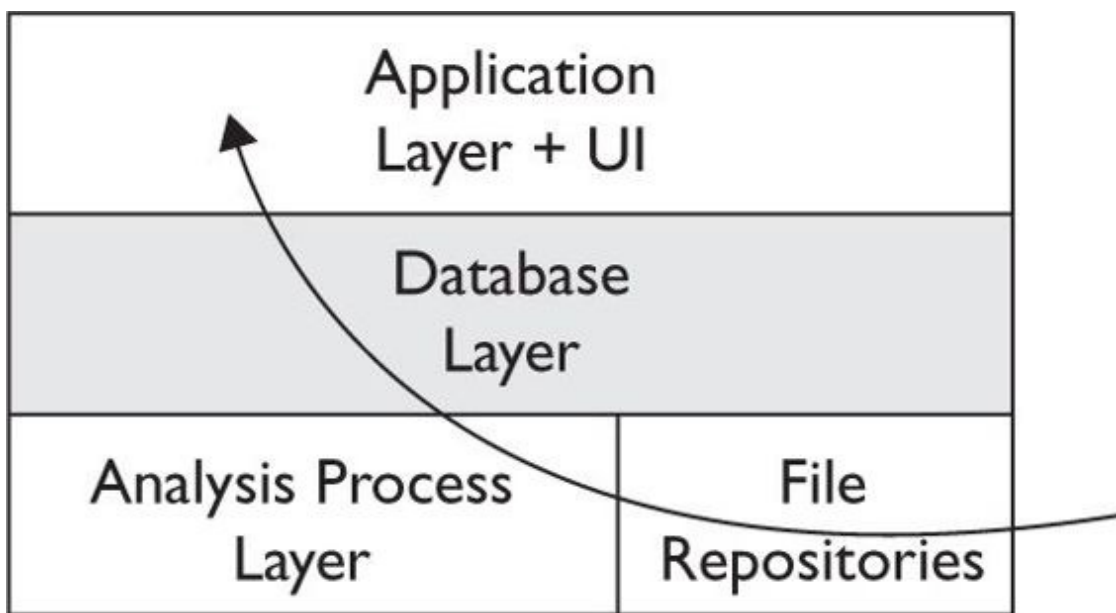 Application
Layer + UI
Database
Layer
Analysis Process
Layer
File
Repositories